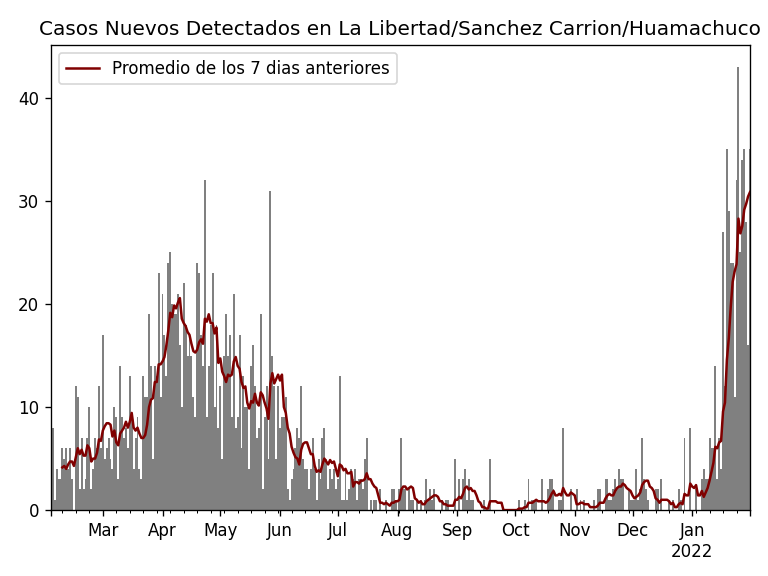 Casos Nuevos Detectados en La Libertad/Sanchez Carrion/Huamachuco
Promedio de los 7 dias anteriores
40
30
20
10
0
Mar Apr May Jun Jul Aug Sep Oct Nov Dec Jan
2022